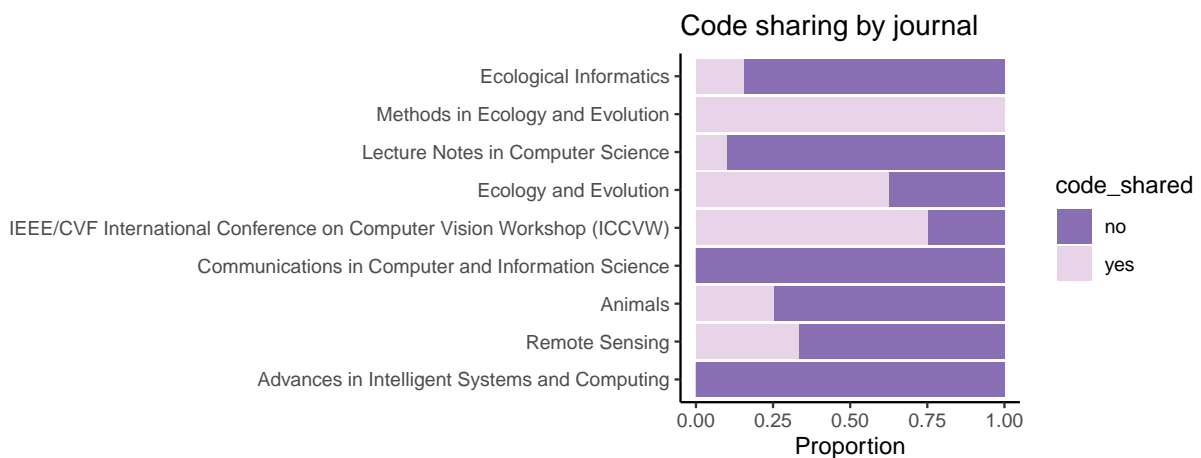 Code sharing by journal
Ecological Informatics
Methods in Ecology and Evolution
Lecture Notes in Computer Science
Ecology and Evolution
IEEE/CVF International Conference on Computer Vision Workshop (ICCVW)
Communications in Computer and Information Science
Animals
Remote Sensing
Advances in Intelligent Systems and Computing
0.00 0.25 0.50 0.75 1.00
Proportion
code_shared
no
yes